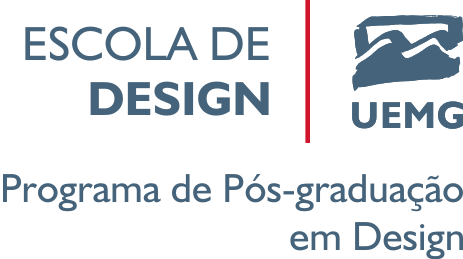 ESCOLA DE
DESIGN
UEMG
Programa de Pós-graduação
em Design